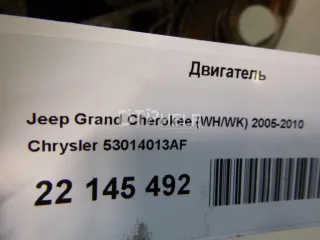 Двигатель
Jeep Grand Cherokee (WH/WK) 2005-2010
Chrysler 53014013AF
22 145 492